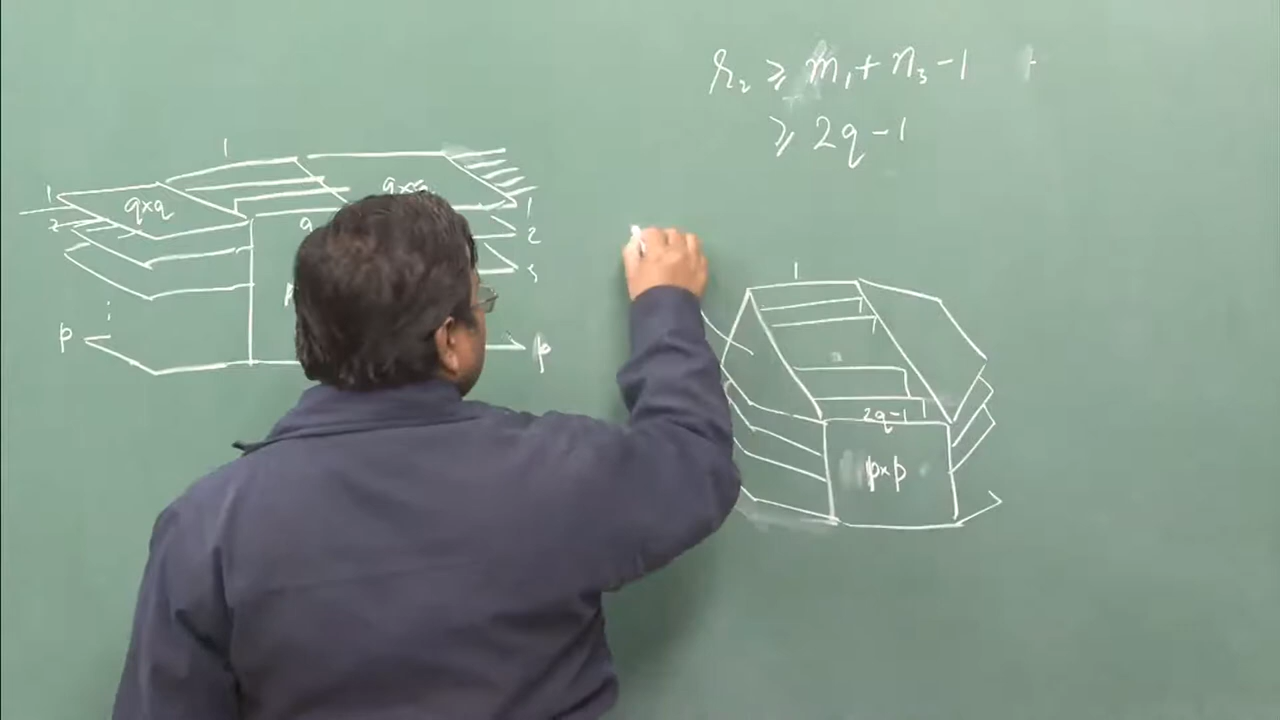 r₂ ≥ m₁ + n₃ - 1
≥ 2q - 1
1
1
q×q
2
q
1
2
3
p
p
1
2q-1
p×p